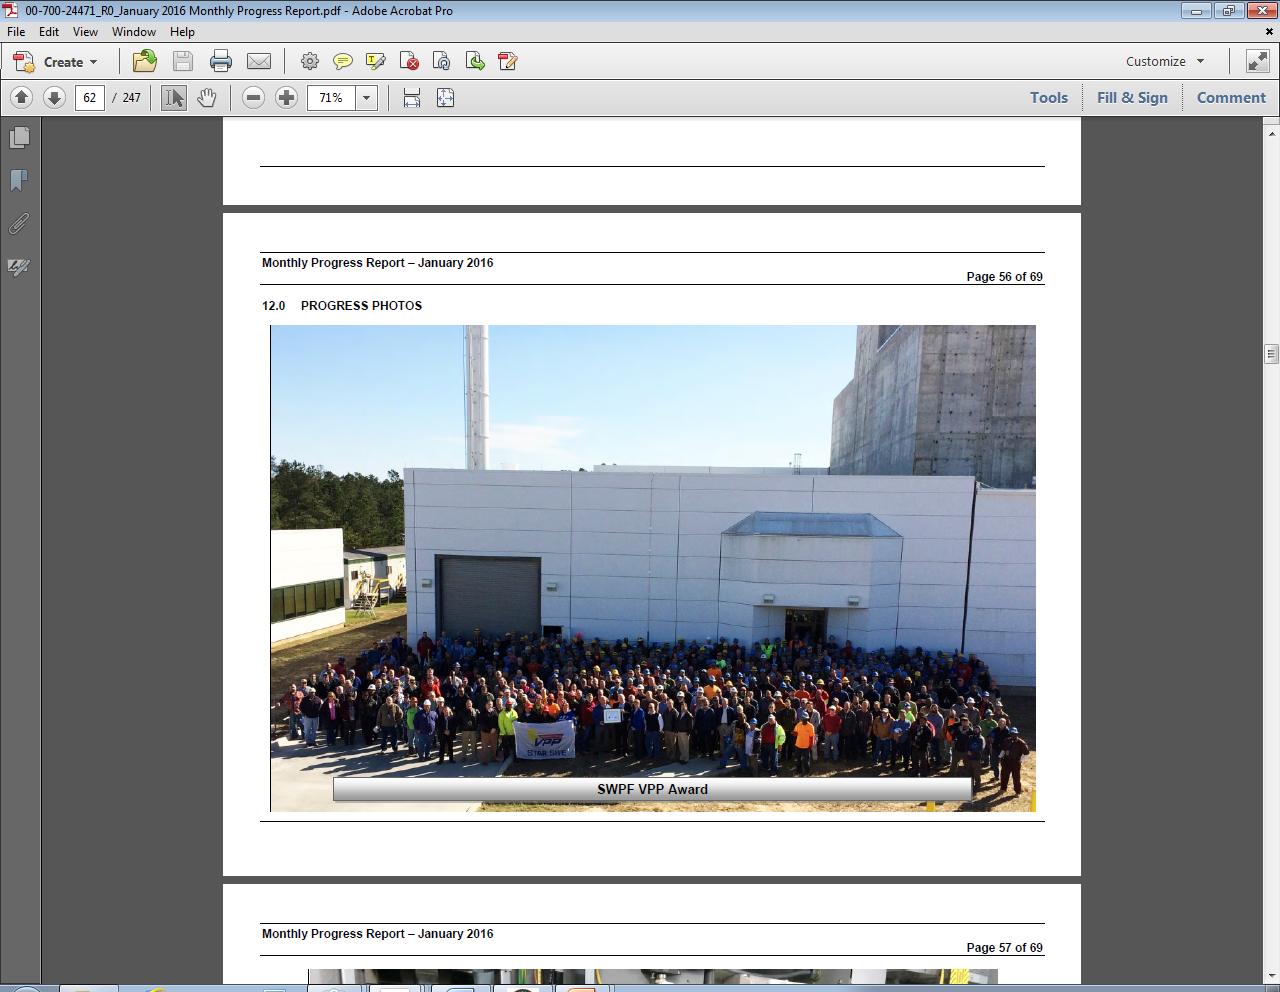 00-700-24471_R0_January 2016 Monthly Progress Report.pdf - Adobe Acrobat Pro
File Edit View Window Help
Create
Customize
62 / 247
71%
Tools Fill & Sign Comment
Monthly Progress Report – January 2016
Page 56 of 69
12.0 PROGRESS PHOTOS
VPP
STAR SITE
SWPF VPP Award
Monthly Progress Report – January 2016
Page 57 of 69